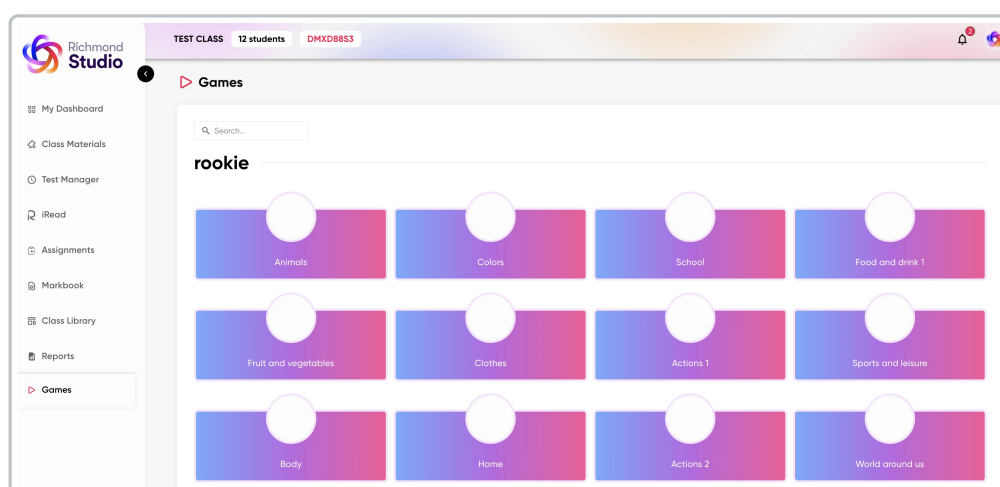 Richmond
Studio
TEST CLASS 12 students DMXD88S3
2
Games
My Dashboard
Class Materials
Test Manager
iRead
Assignments
Markbook
Class Library
Reports
Games
Search...
rookie
Animals Colors School Food and drink 1
Fruit and vegetables Clothes Actions 1 Sports and leisure
Body Home Actions 2 World around us